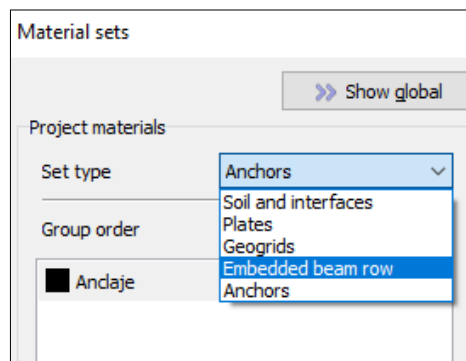 Material sets
Show global
Project materials
Set type
Anchors
Soil and interfaces
Plates
Geogrids
Embedded beam row
Anchors
Group order
Anclaje